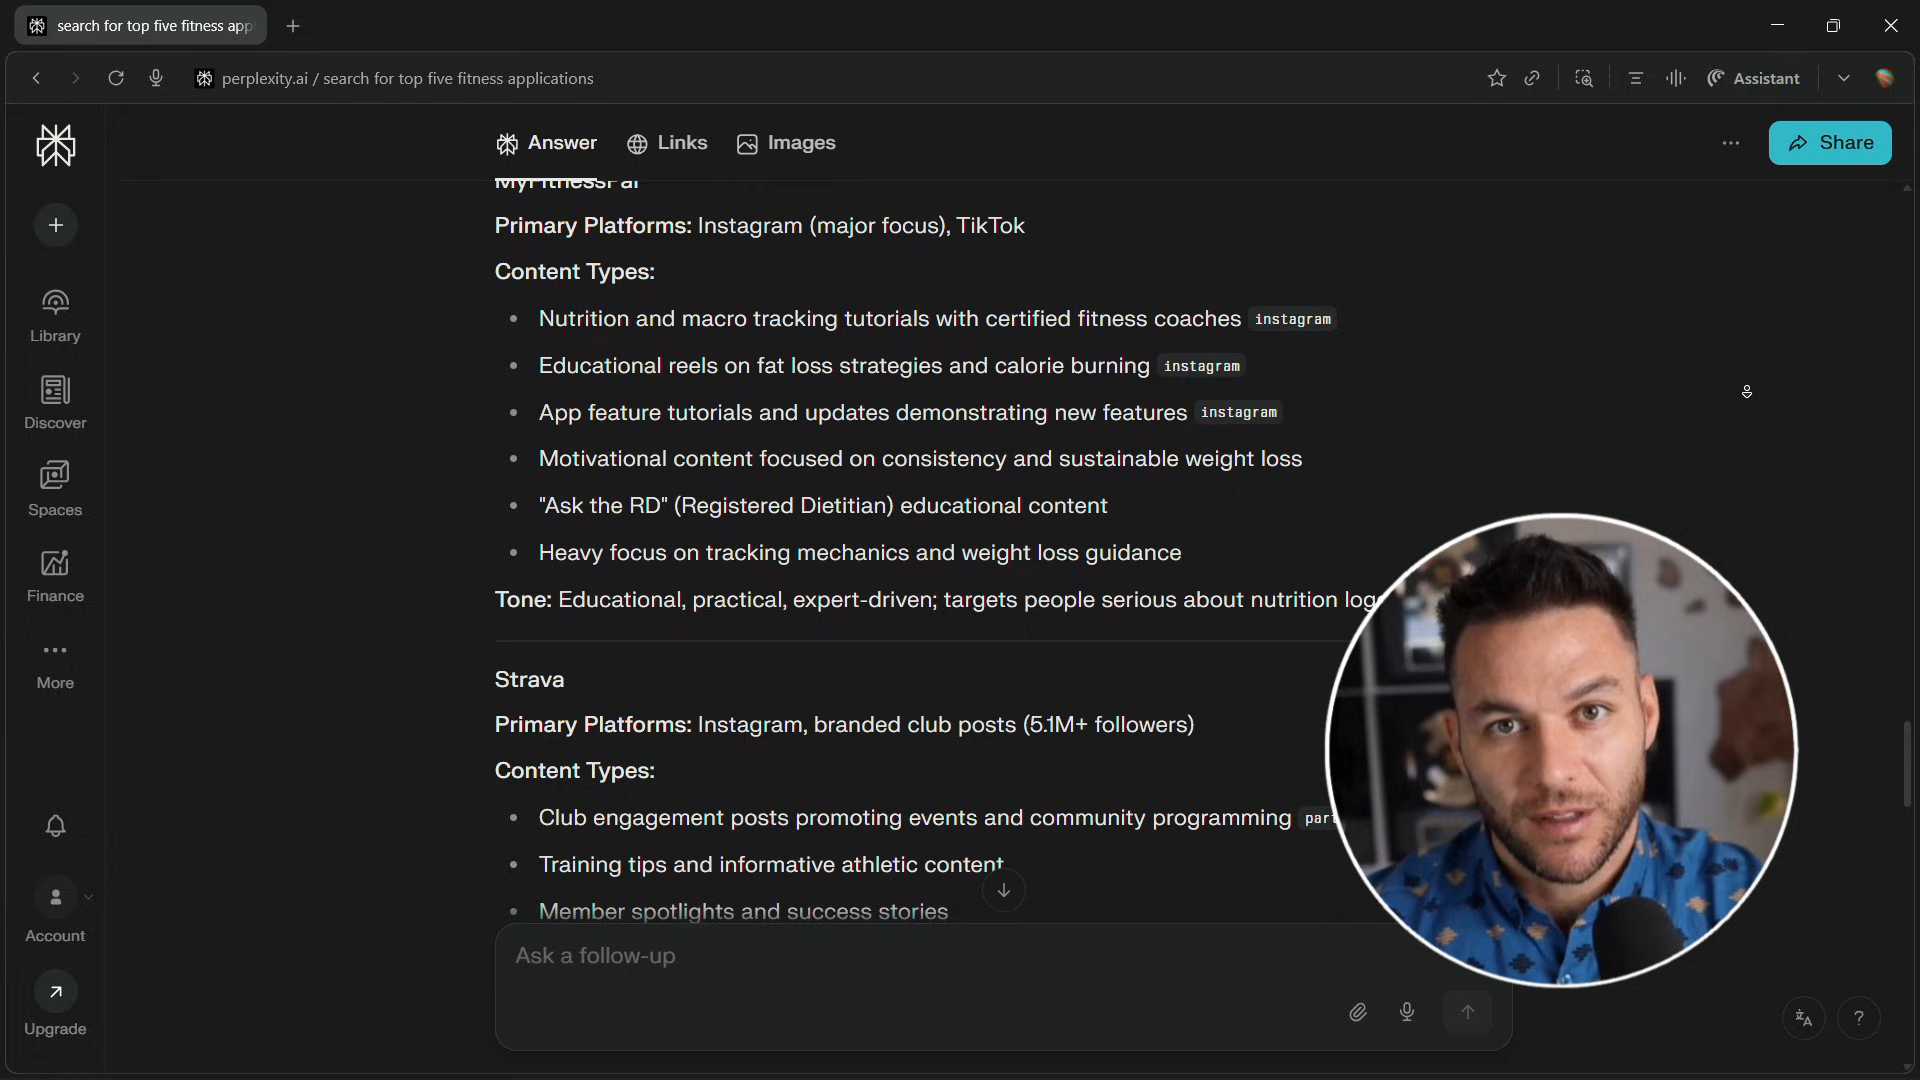 search for top five fitness app
perplexity.ai / search for top five fitness applications
Assistant
Answer
Links
Images
Share
MyFitnessPal
Primary Platforms: Instagram (major focus), TikTok
Content Types:
Nutrition and macro tracking tutorials with certified fitness coaches instagram
Educational reels on fat loss strategies and calorie burning instagram
App feature tutorials and updates demonstrating new features instagram
Motivational content focused on consistency and sustainable weight loss
"Ask the RD" (Registered Dietitian) educational content
Heavy focus on tracking mechanics and weight loss guidance
Tone: Educational, practical, expert-driven; targets people serious about nutrition
Strava
Primary Platforms: Instagram, branded club posts (5.1M+ followers)
Content Types:
Club engagement posts promoting events and community programming
Training tips and informative athletic content
Member spotlights and success stories
Ask a follow-up
Library
Discover
Spaces
Finance
More
Account
Upgrade